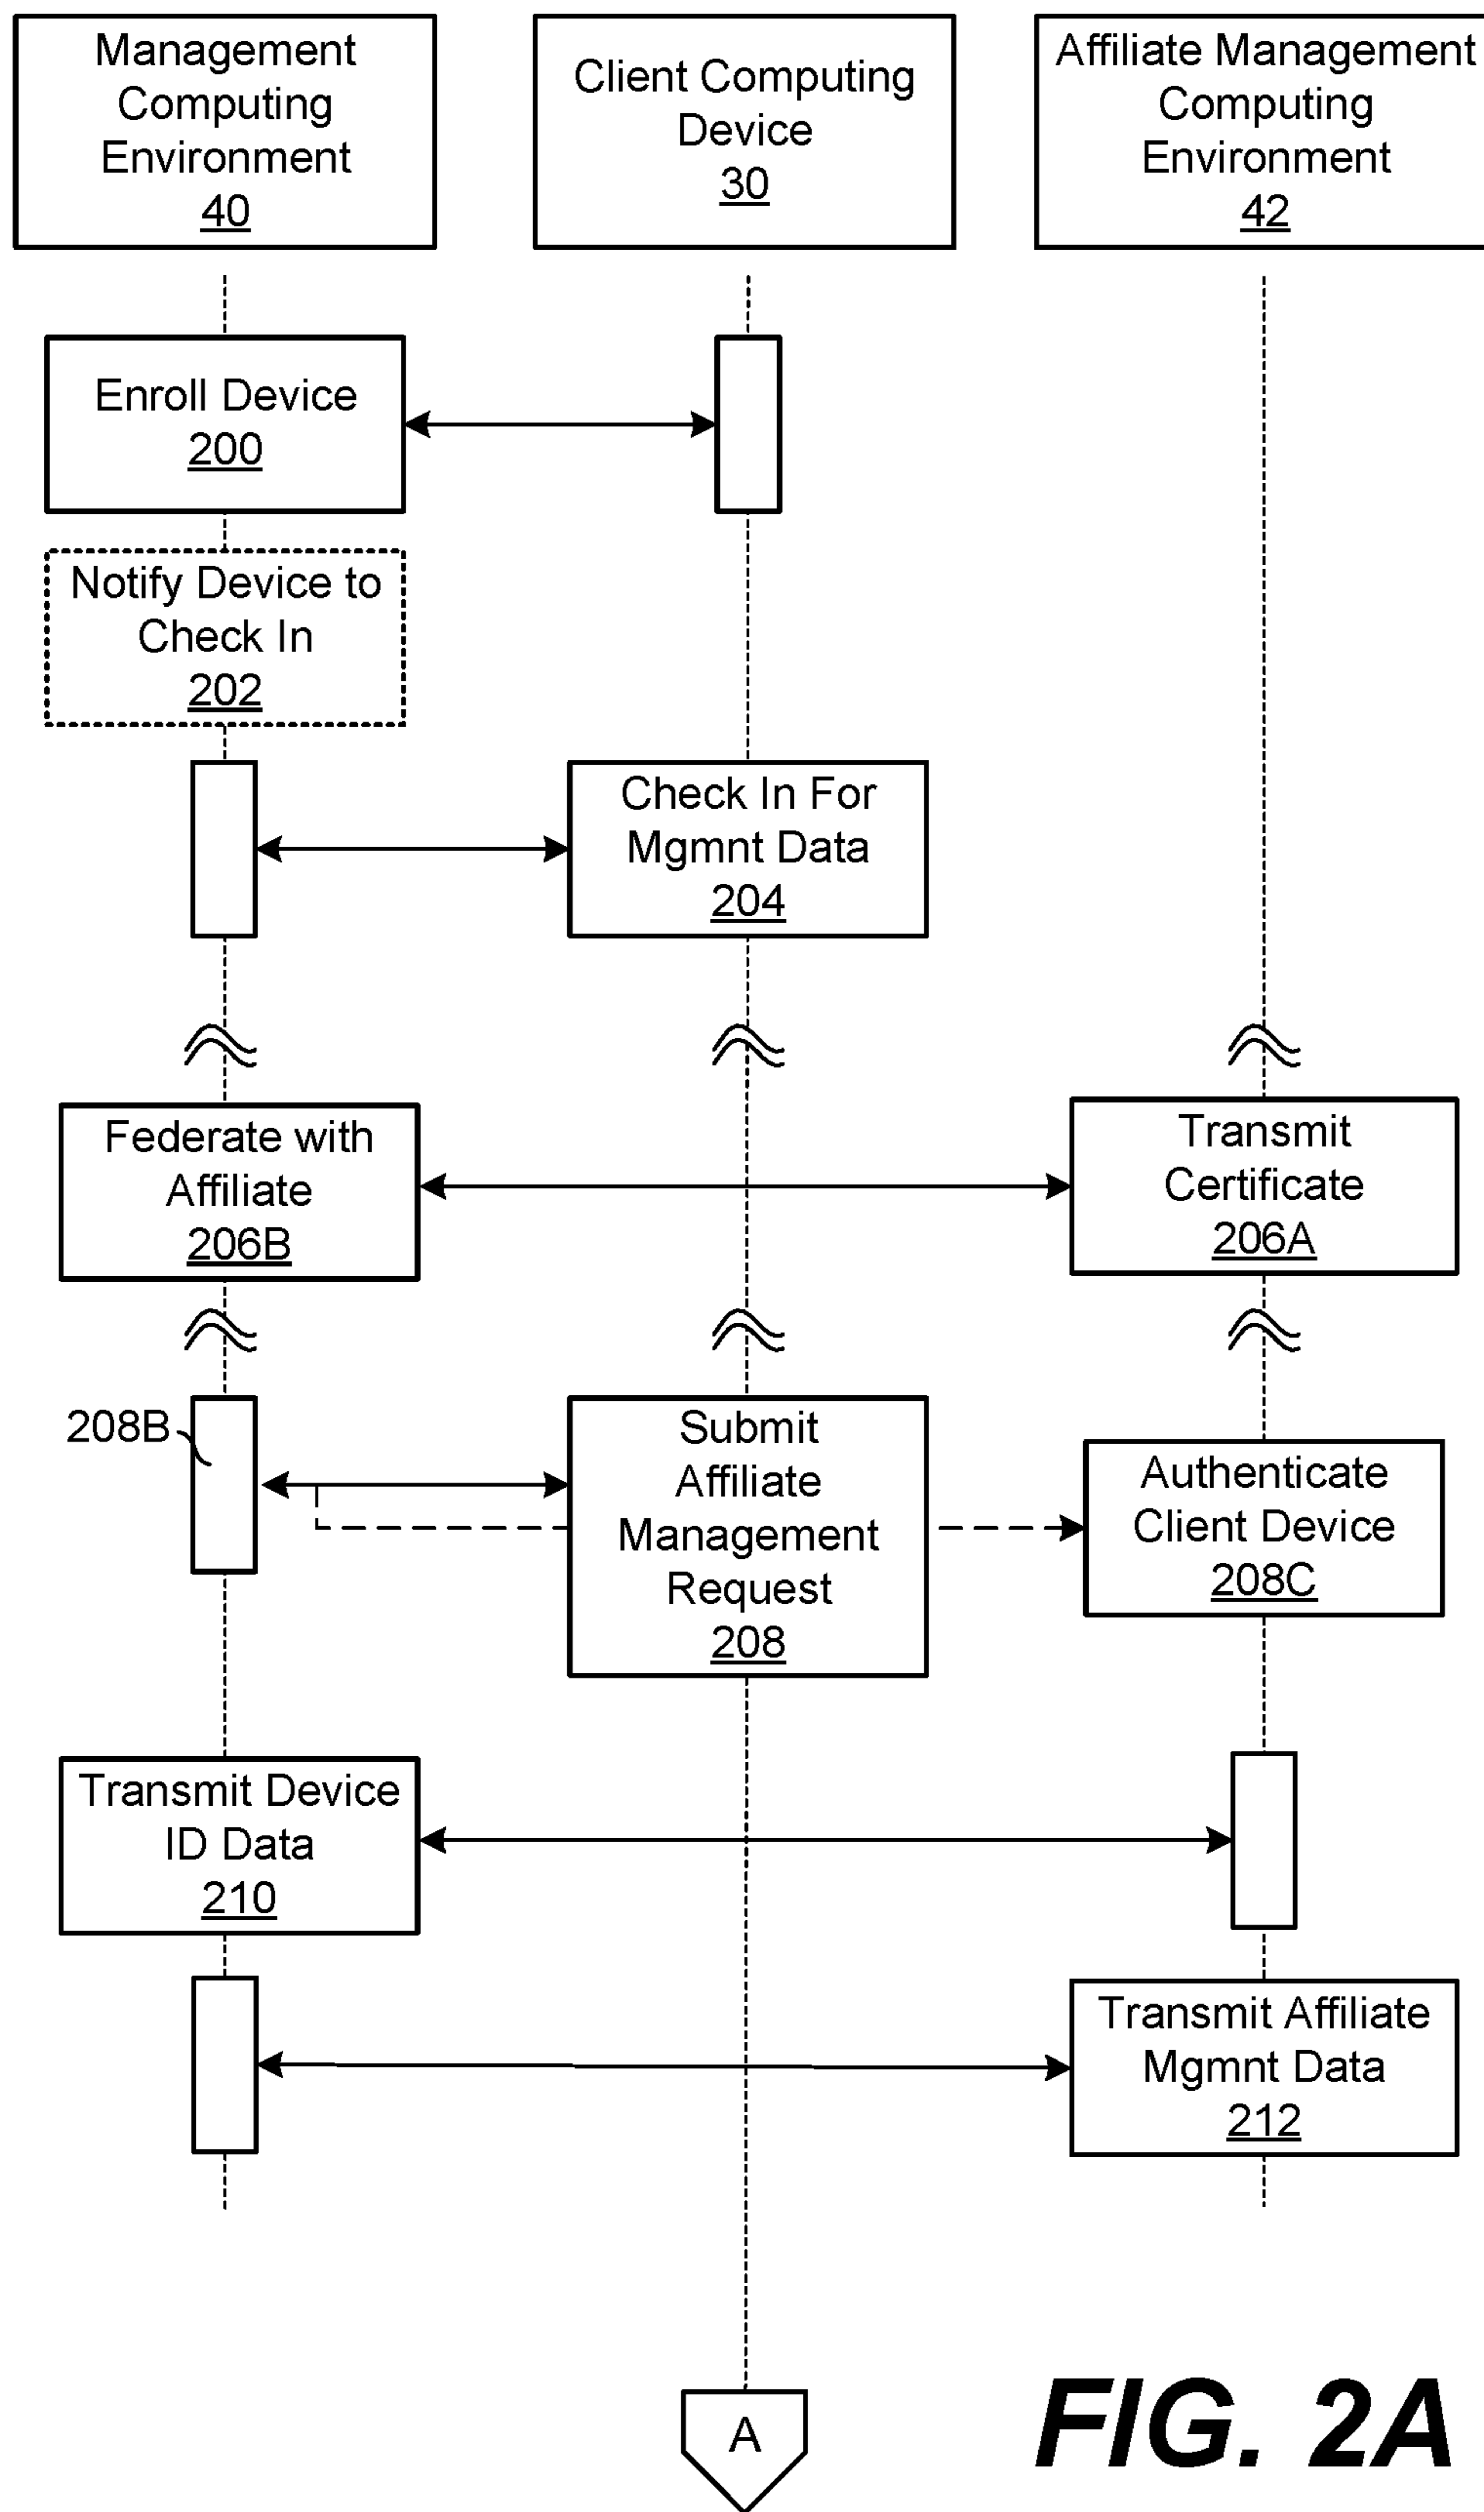 Management
Computing
Environment
40
Client Computing
Device
30
Affiliate Management
Computing
Environment
42
Enroll Device
200
Notify Device to
Check In
202
Check In For
Mgmnt Data
204
Federate with
Affiliate
206B
Transmit
Certificate
206A
208B
Submit
Affiliate
Management
Request
208
Authenticate
Client Device
208C
Transmit Device
ID Data
210
Transmit Affiliate
Mgmnt Data
212
A
FIG. 2A